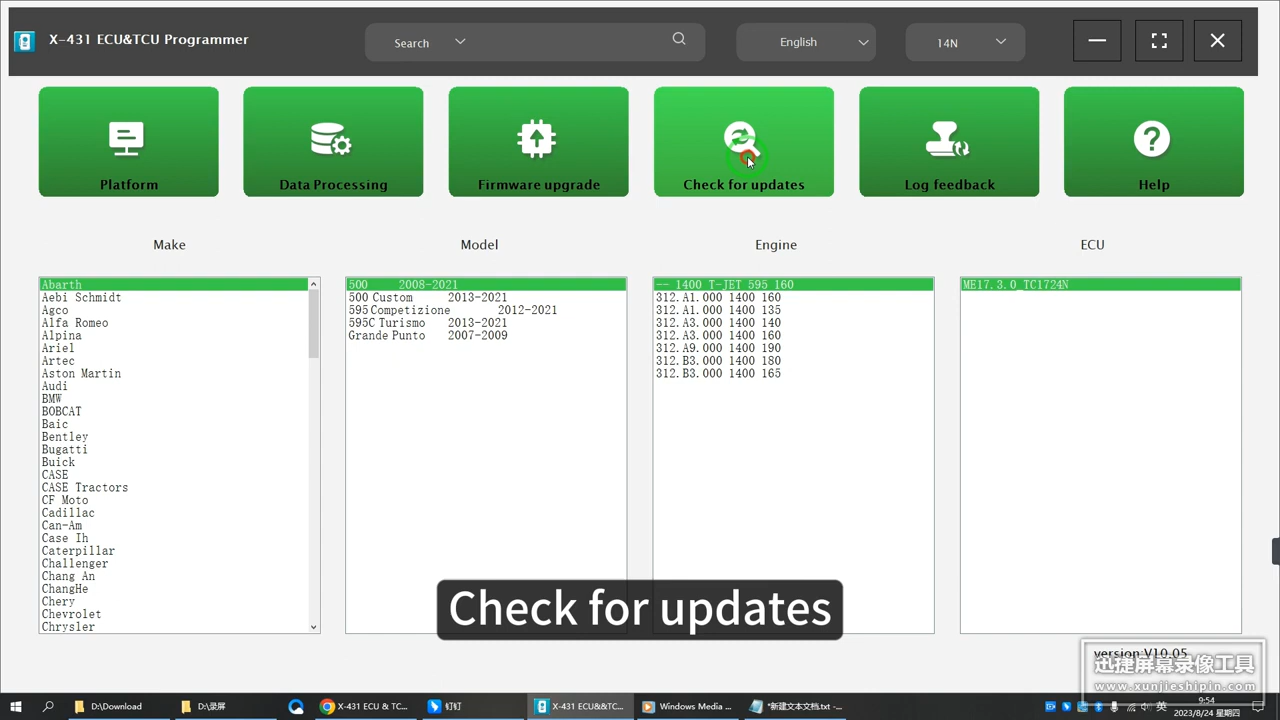 X-431 ECU&TCU Programmer
Search
English
14N
Platform
Data Processing
Firmware upgrade
Check for updates
Log feedback
Help
Make
Model
Engine
ECU
Abarth
Aebi Schmidt
Agco
Alfa Romeo
Alpina
Ariel
Artec
Aston Martin
Audi
BMW
BOBCAT
Baic
Bentley
Bugatti
Buick
CASE
CASE Tractors
CF Moto
Cadillac
Can-Am
Case Ih
Caterpillar
Challenger
Chang An
ChangHe
Chery
Chevrolet
Chrysler
500 2008-2021
500 Custom 2013-2021
595 Competizione 2012-2021
595C Turismo 2013-2021
Grande Punto 2007-2009
-- 1400 T-JET 595 160
312.A1.000 1400 160
312.A1.000 1400 135
312.A3.000 1400 140
312.A3.000 1400 160
312.A9.000 1400 190
312.B3.000 1400 180
312.B3.000 1400 165
ME17.3.0_TC1724N
Check for updates
version:V10.05
迅捷屏幕录像工具
www.xunjieshipin.com
D:\Download
D:\录屏
X-431 ECU & TC...
钉钉
X-431 ECU&&TC...
Windows Media ...
*新建文本文档.txt -...
英
9:54
2023/8/24 星期四